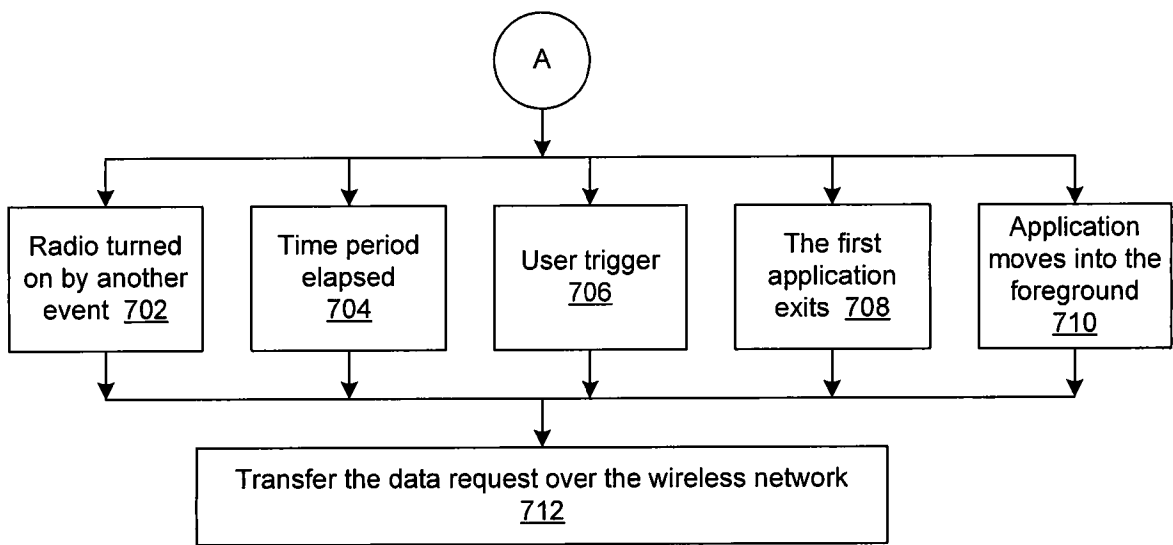 A
Radio turned
on by another
event 702
Time period
elapsed
704
User trigger
706
The first
application
exits 708
Application
moves into the
foreground
710
Transfer the data request over the wireless network
712